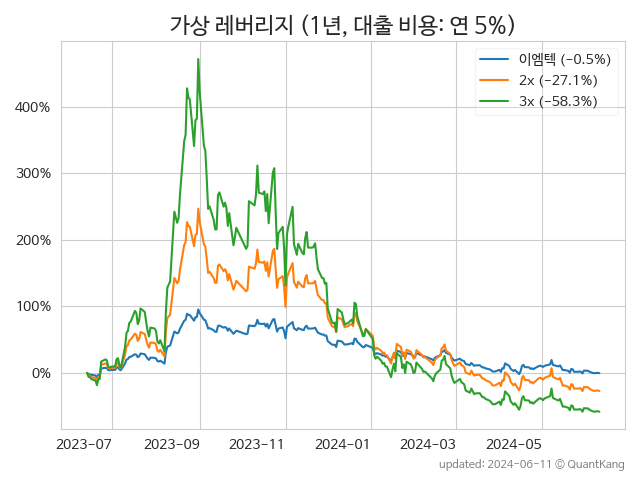 가상 레버리지 (1년, 대출 비용: 연 5%)
이엠텍 (−0.5%)
2x (−27.1%)
3x (−58.3%)
400%
300%
200%
100%
0%
2023-07 2023-09 2023-11 2024-01 2024-03 2024-05
updated: 2024-06-11 © QuantKang